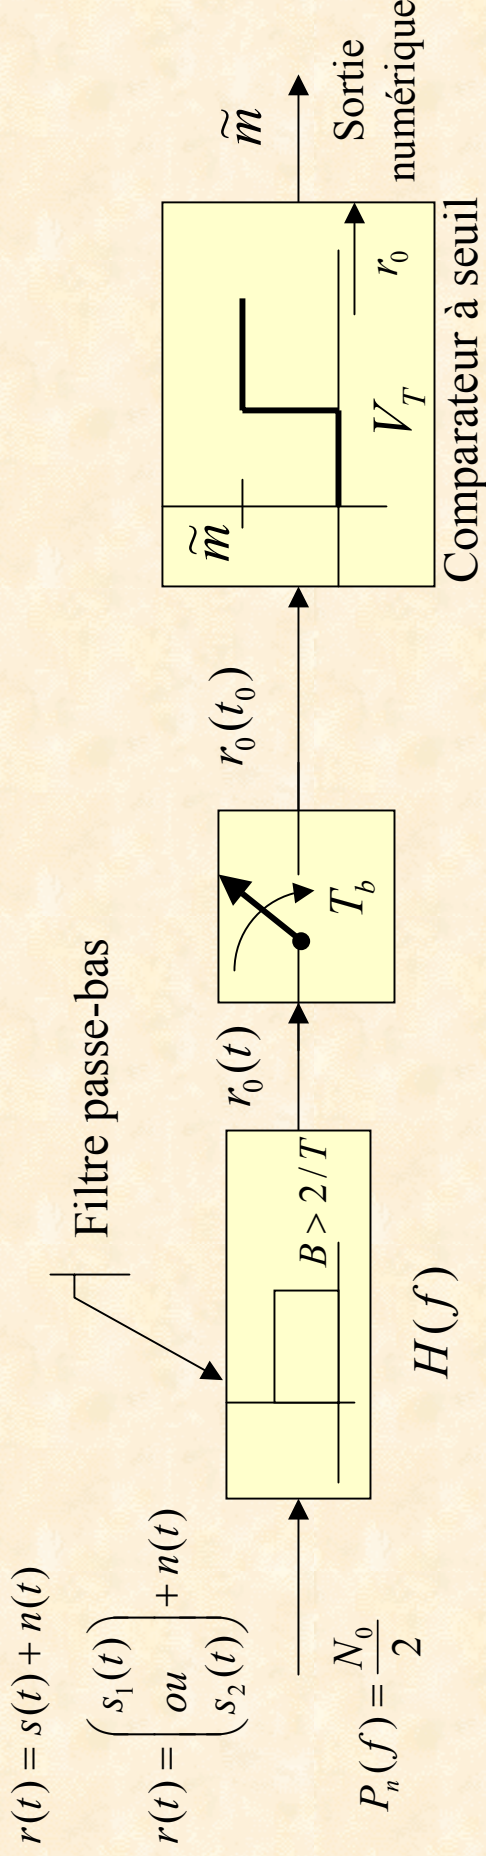 r(t) = s(t) + n(t)
r(t) = ( s₁(t) ou s₂(t) ) + n(t)
Pₙ(f) = N₀/2
Filtre passe-bas
B > 2 / T
H(f)
r₀(t)
T_b
r₀(t₀)
m̃
V_T
r₀
Comparateur à seuil
m̃
Sortie
numérique